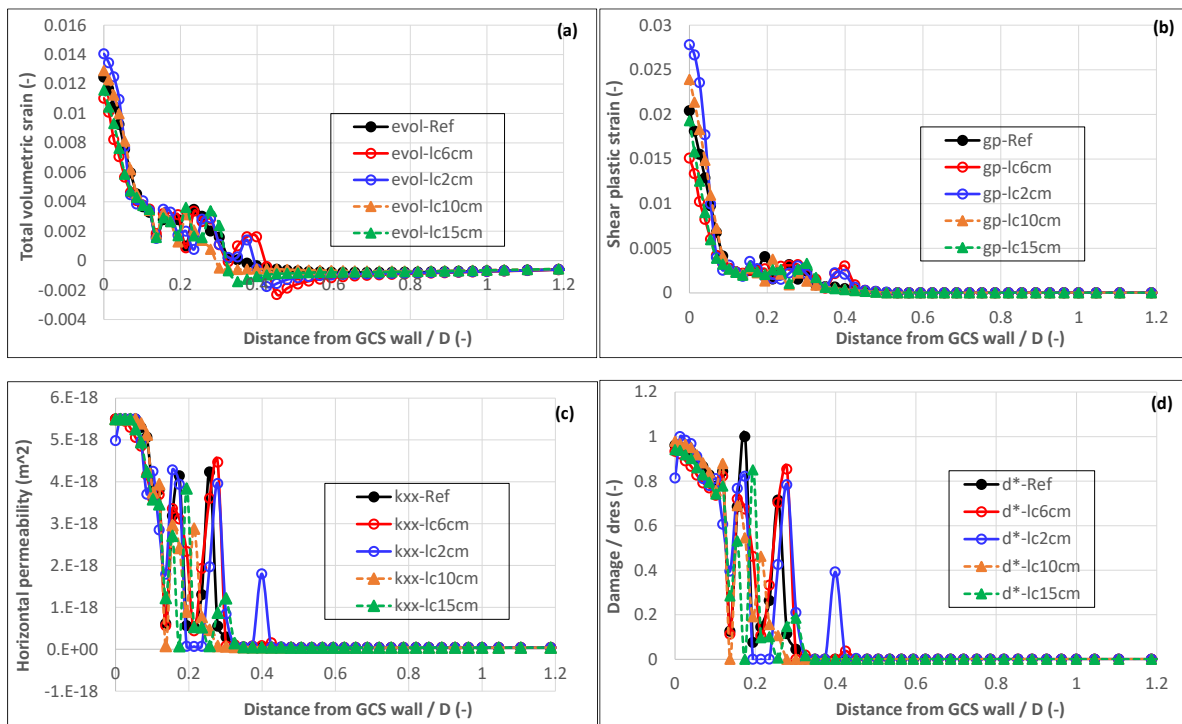 (a)
0.016
0.014
0.012
0.01
0.008
0.006
0.004
0.002
0
-0.002
-0.004
0 0.2 0.4 0.6 0.8 1 1.2
Total volumetric srain (-)
Distance from GCS wall / D (-)
evol-Ref
evol-lc6cm
evol-lc2cm
evol-lc10cm
evol-lc15cm
(b)
0.03
0.025
0.02
0.015
0.01
0.005
0
0 0.2 0.4 0.6 0.8 1 1.2
Shear plastic strain (-)
Distance from GCS wall / D (-)
gp-Ref
gp-lc6cm
gp-lc2cm
gp-lc10cm
gp-lc15cm
(c)
6.E-18
5.E-18
4.E-18
3.E-18
2.E-18
1.E-18
0.E+00
-1.E-18
0 0.2 0.4 0.6 0.8 1 1.2
Horizontal permeability (m^2)
Distance from GCS wall / D (-)
kxx-Ref
kxx-lc6cm
kxx-lc2cm
kxx-lc10cm
kxx-lc15cm
(d)
1.2
1
0.8
0.6
0.4
0.2
0
0 0.2 0.4 0.6 0.8 1 1.2
Damage / dres (-)
Distance from GCS wall / D (-)
d*-Ref
d*-lc6cm
d*-lc2cm
d*-lc10cm
d*-lc15cm